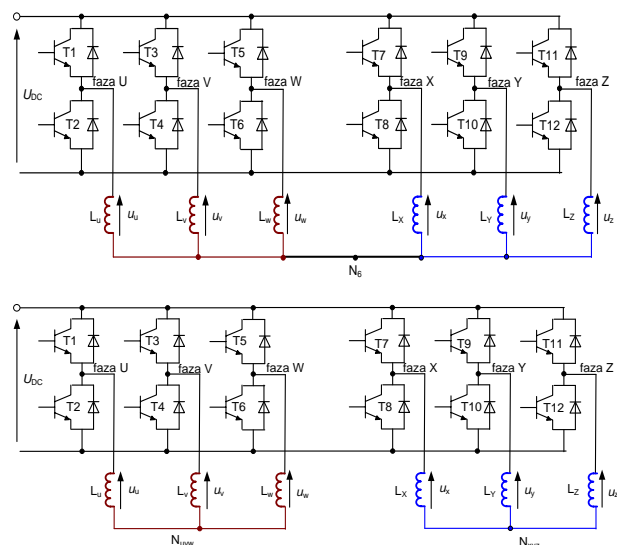 T1 T3 T5 T7 T9 T11
faza U faza V faza W faza X faza Y faza Z
UDC
T2 T4 T6 T8 T10 T12
Lu uu Lv uv Lw uw LX ux LY uy LZ uz
N6
T1 T3 T5 T7 T9 T11
faza U faza V faza W faza X faza Y faza Z
UDC
T2 T4 T6 T8 T10 T12
Lu uu Lv uv Lw uw LX ux LY uy LZ uz
Nuvw Nxyz